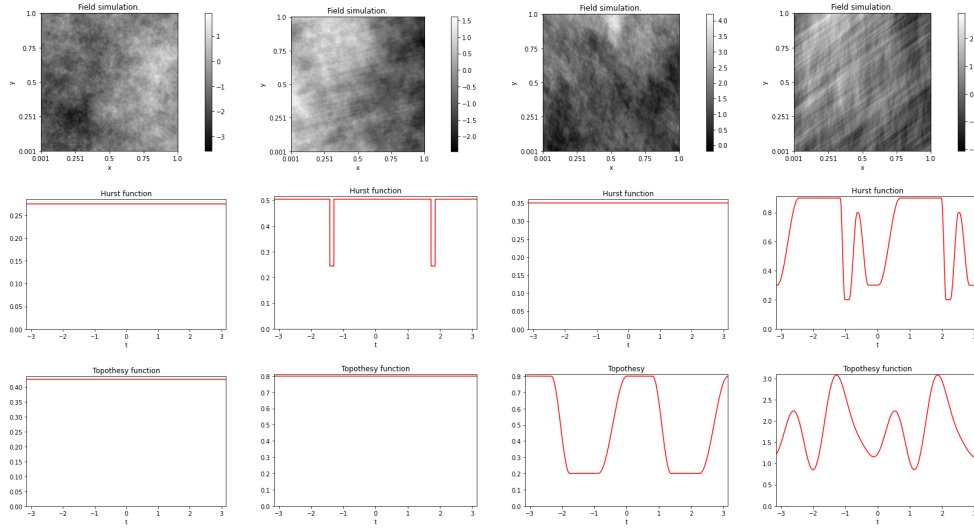 Field simulation. Field simulation. Field simulation. Field simulation.
1.0 1.0 1.0 1.0
0.75 0.75 0.75 0.75
y y y y
0.5 0.5 0.5 0.5
0.251 0.251 0.251 0.251
0.001 0.001 0.001 0.001
0.001 0.251 0.5 0.75 1.0 0.001 0.251 0.5 0.75 1.0 0.001 0.251 0.5 0.75 1.0 0.001 0.251 0.5 0.75 1.0
x x x x
1 0 −1 −2 −3
1.5 1.0 0.5 0.0 −0.5 −1.0 −1.5 −2.0
4.0 3.5 3.0 2.5 2.0 1.5 1.0 0.5 0.0
2 0
Hurst function Hurst function Hurst function Hurst function
0.25 0.20 0.15 0.10 0.05 0.00
0.5 0.4 0.3 0.2 0.1 0.0
0.35 0.30 0.25 0.20 0.15 0.10 0.05 0.00
0.8 0.6 0.4 0.2 0.0
−3 −2 −1 0 1 2 3 −3 −2 −1 0 1 2 3 −3 −2 −1 0 1 2 3 −3 −2 −1 0 1 2 3
t t t t
Topothesy function Topothesy function Topothesy Topothesy function
0.40 0.35 0.30 0.25 0.20 0.15 0.10 0.05 0.00
0.8 0.7 0.6 0.5 0.4 0.3 0.2 0.1 0.0
0.8 0.7 0.6 0.5 0.4 0.3 0.2 0.1 0.0
3.0 2.5 2.0 1.5 1.0 0.5 0.0
−3 −2 −1 0 1 2 3 −3 −2 −1 0 1 2 3 −3 −2 −1 0 1 2 3 −3 −2 −1 0 1 2 3
t t t t